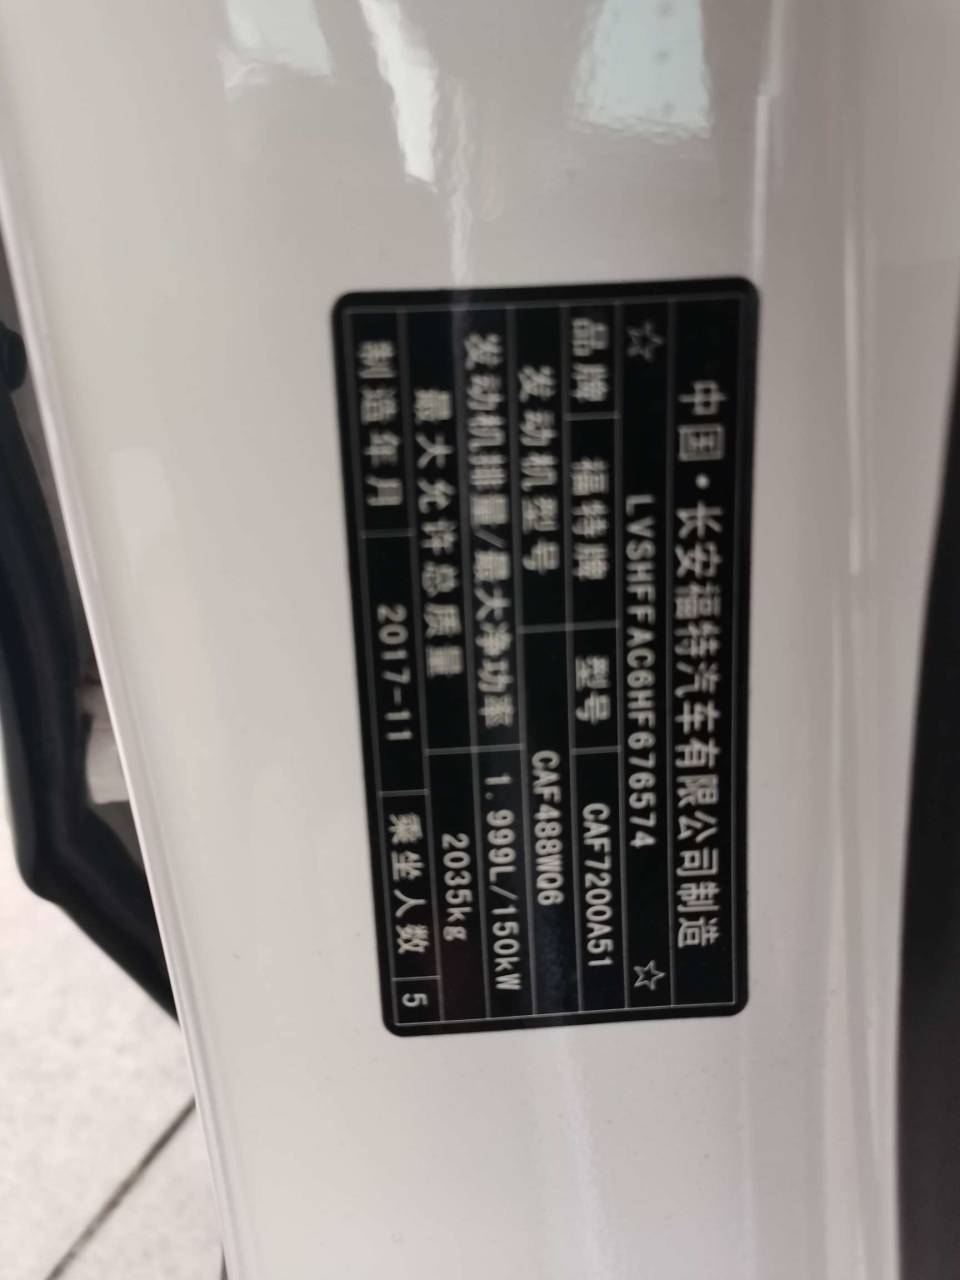 中国·长安福特汽车有限公司制造
☆ LVSHFFAC6HF676574 ☆
品牌 福特牌 型号 CAF7200A51
发动机型号 CAF488WQ6
发动机排量/最大净功率 1.999L/150kW
最大允许总质量 2035kg
制造年月 2017-11 乘坐人数 5